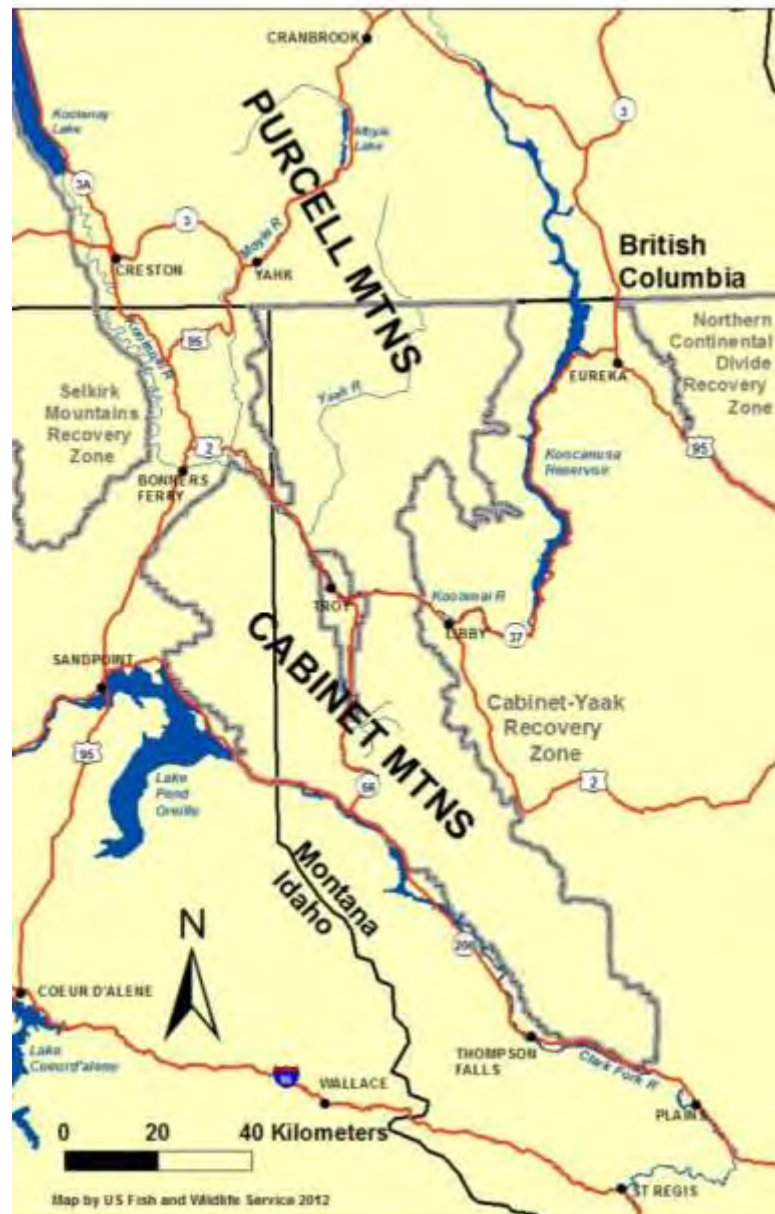 CRANBROOK
Kootenay
Lake
Moyie
Lake
PURCELL MTNS
3
3A
3
Moyie R
British
Columbia
CRESTON
YAHK
Northern
Continental
Divide
Recovery
Zone
95
Kootenai R
EUREKA
Selkirk
Mountains
Recovery
Zone
Yaak R
2
Koocanusa
Reservoir
95
BONNERS
FERRY
TROY
Kootenai R
LIBBY
37
CABINET MTNS
SANDPOINT
Cabinet-Yaak
Recovery
Zone
95
Lake
Pend
Oreille
56
2
Montana
Idaho
N
200
COEUR D'ALENE
THOMPSON
FALLS
Clark Fork R
Lake
Coeurd'alene
WALLACE
PLAINS
0 20 40 Kilometers
ST REGIS
Map by US Fish and Wildlife Service 2012